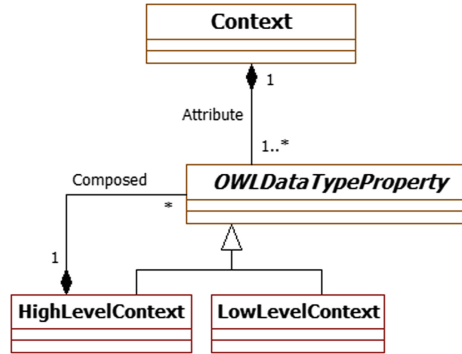 Context
1
Attribute
1..*
Composed
OWLDataTypeProperty
*
1
HighLevelContext
LowLevelContext